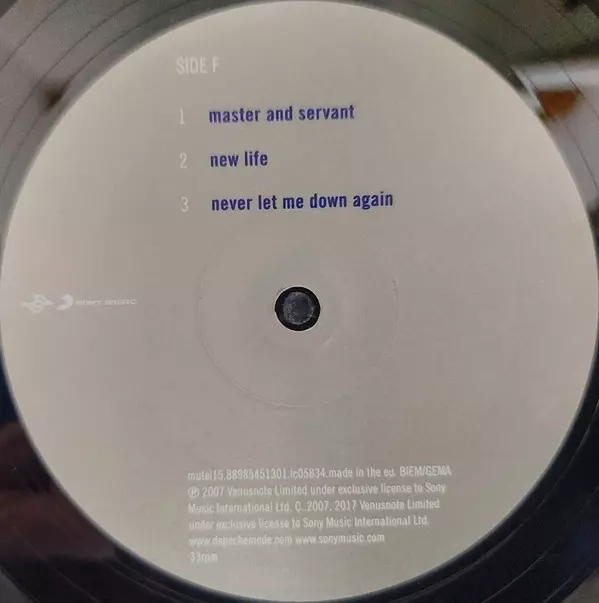 SIDE F
1 master and servant
2 new life
3 never let me down again
SONY MUSIC
mutel15.88985451301.lc05834.made in the eu. BIEM/GEMA
℗ 2007 Venusnote Limited under exclusive license to Sony
Music International Ltd. C..2007, 2017 Venusnote Limited
under exclusive license to Sony Music International Ltd.
www.depechemode.com www.sonymusic.com
33rpm